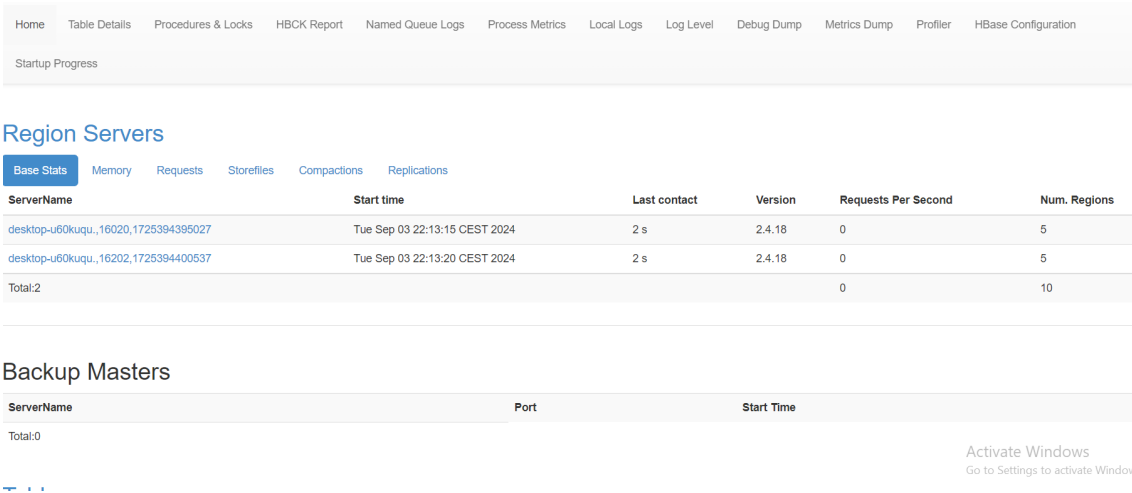 Home Table Details Procedures & Locks HBCK Report Named Queue Logs Process Metrics Local Logs Log Level Debug Dump Metrics Dump Profiler HBase Configuration
Startup Progress
Region Servers
Base Stats Memory Requests Storefiles Compactions Replications
ServerName Start time Last contact Version Requests Per Second Num. Regions
desktop-u60kuqu.,16020,1725394395027 Tue Sep 03 22:13:15 CEST 2024 2 s 2.4.18 0 5
desktop-u60kuqu.,16202,1725394400537 Tue Sep 03 22:13:20 CEST 2024 2 s 2.4.18 0 5
Total:2 0 10
Backup Masters
ServerName Port Start Time
Total:0
Activate Windows
Go to Settings to activate Window